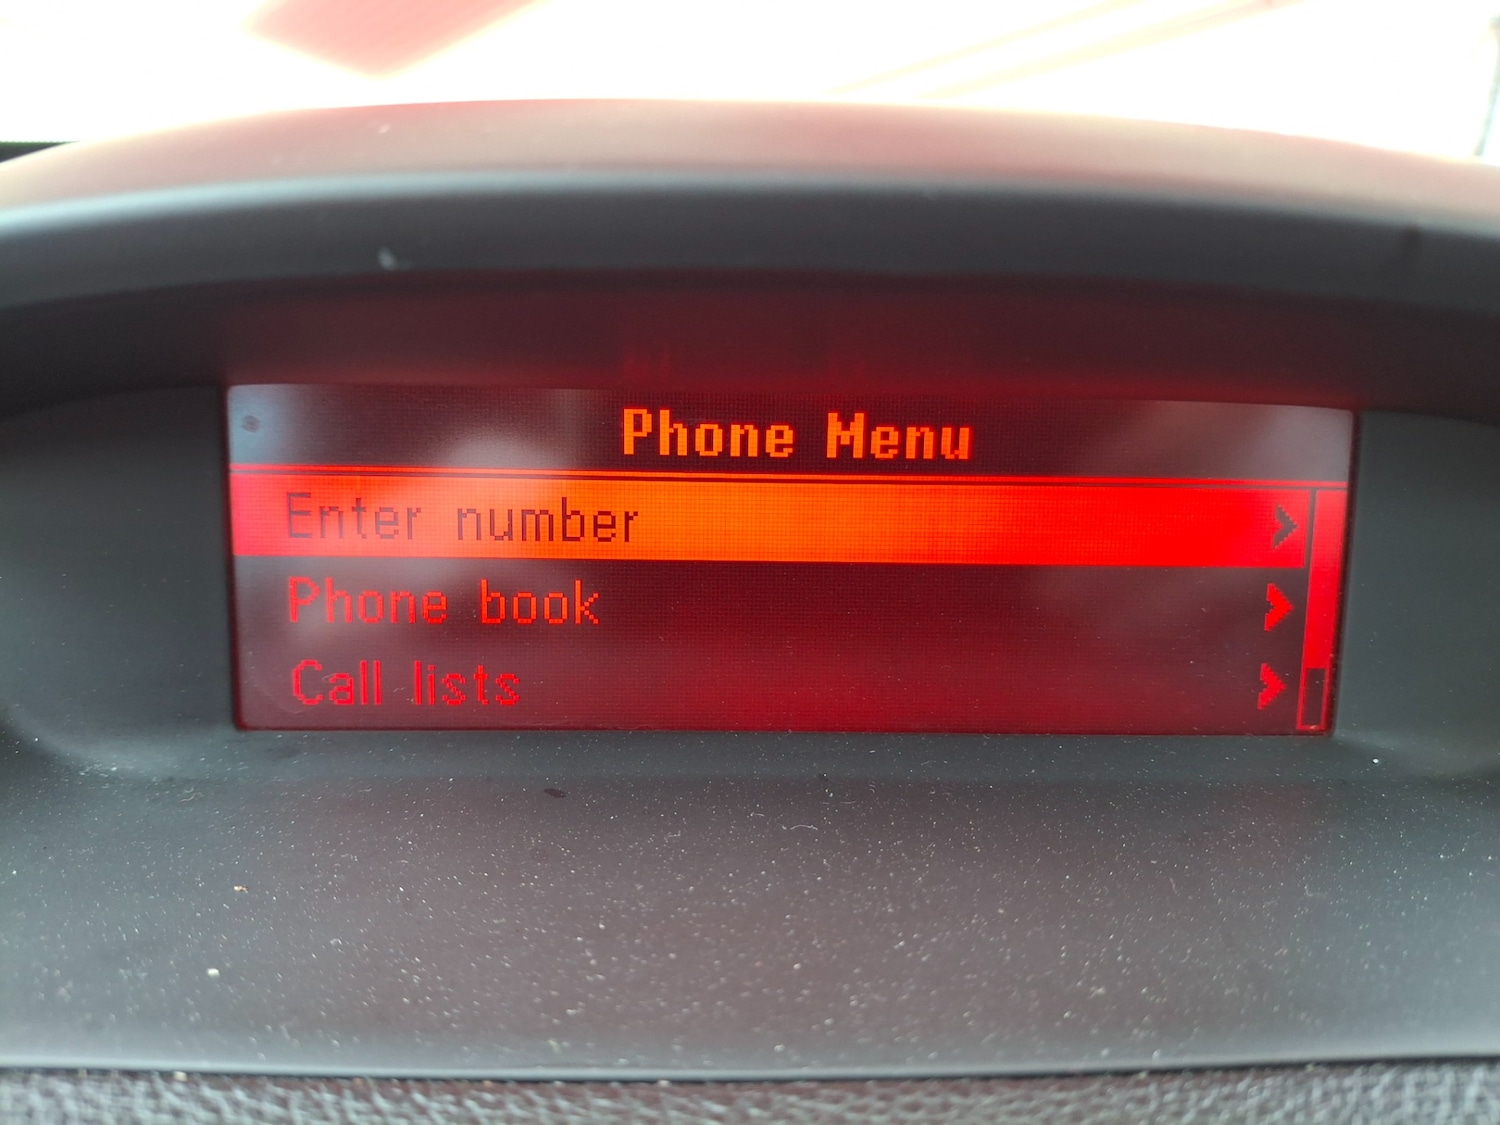 Phone Menu
Enter number
Phone book
Call lists